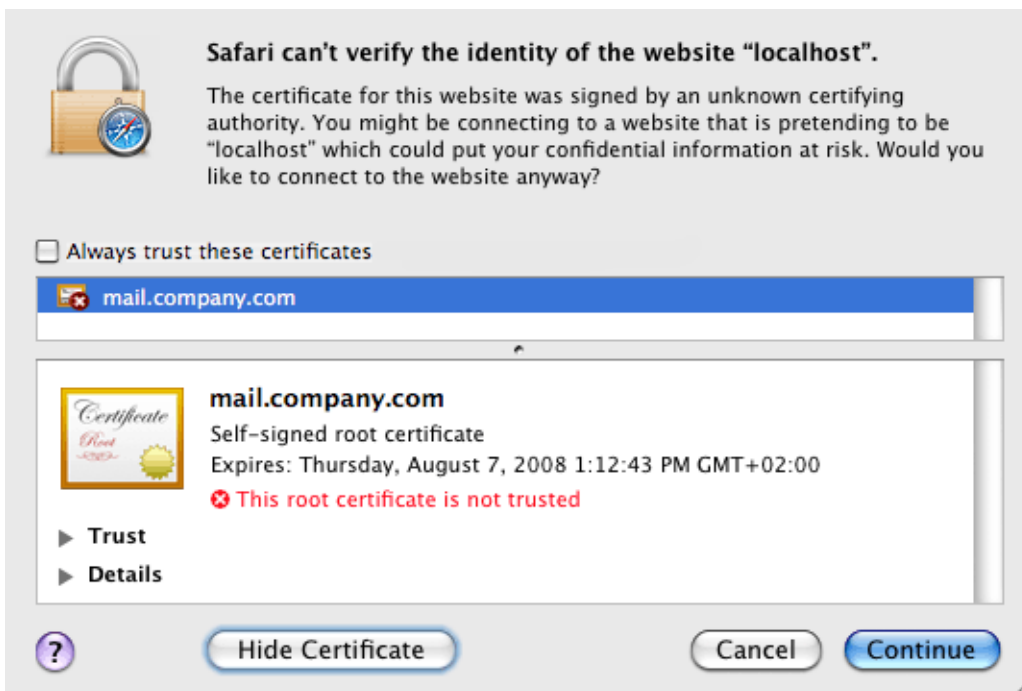 Safari can't verify the identity of the website “localhost”.
The certificate for this website was signed by an unknown certifying
authority. You might be connecting to a website that is pretending to be
“localhost” which could put your confidential information at risk. Would you
like to connect to the website anyway?
Always trust these certificates
mail.company.com
Certificate
Root
mail.company.com
Self-signed root certificate
Expires: Thursday, August 7, 2008 1:12:43 PM GMT+02:00
This root certificate is not trusted
Trust
Details
?
Hide Certificate
Cancel
Continue